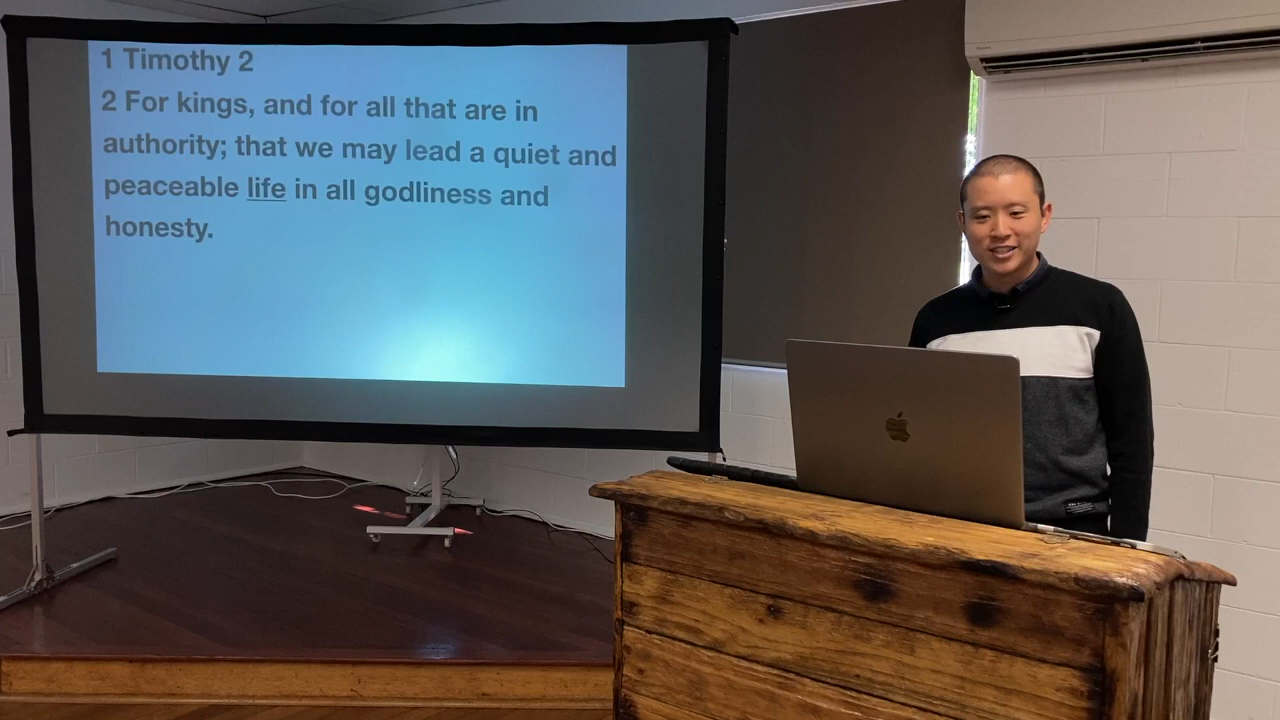 1 Timothy 2
2 For kings, and for all that are in
authority; that we may lead a quiet and
peaceable life in all godliness and
honesty.